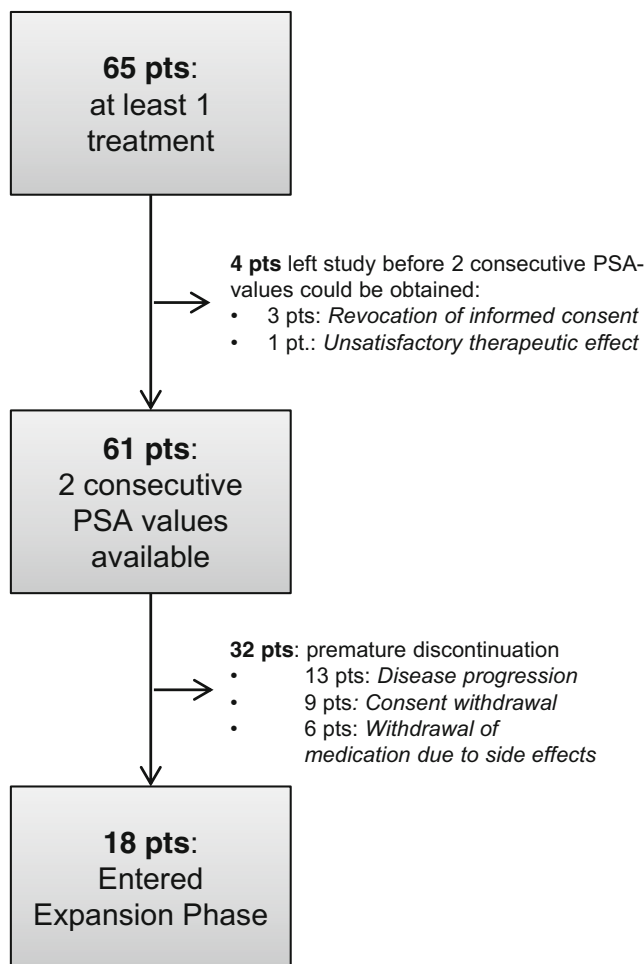 65 pts:
at least 1
treatment
4 pts left study before 2 consecutive PSA-
values could be obtained:
• 3 pts: Revocation of informed consent
• 1 pt.: Unsatisfactory therapeutic effect
61 pts:
2 consecutive
PSA values
available
32 pts: premature discontinuation
• 13 pts: Disease progression
• 9 pts: Consent withdrawal
• 6 pts: Withdrawal of
medication due to side effects
18 pts:
Entered
Expansion Phase